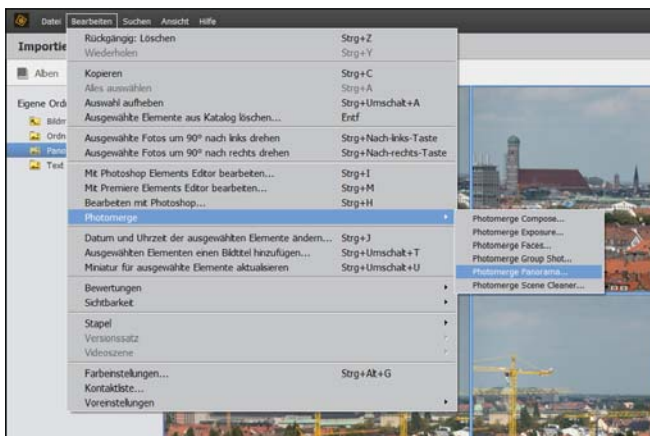 Datei Bearbeiten Suchen Ansicht Hilfe
Importie
Alben
Eigene Ord
Bildm
Ordn
Pano
Text
Rückgängig: Löschen Strg+Z
Wiederholen Strg+Y
Kopieren Strg+C
Alles auswählen Strg+A
Auswahl aufheben Strg+Umschalt+A
Ausgewählte Elemente aus Katalog löschen... Entf
Ausgewählte Fotos um 90° nach links drehen Strg+Nach-links-Taste
Ausgewählte Fotos um 90° nach rechts drehen Strg+Nach-rechts-Taste
Mit Photoshop Elements Editor bearbeiten... Strg+I
Mit Premiere Elements Editor bearbeiten... Strg+M
Bearbeiten mit Photoshop... Strg+H
Photomerge
Datum und Uhrzeit der ausgewählten Elemente ändern... Strg+J
Ausgewählten Elementen einen Bildtitel hinzufügen... Strg+Umschalt+T
Miniatur für ausgewählte Elemente aktualisieren Strg+Umschalt+U
Bewertungen
Sichtbarkeit
Stapel
Versionssatz
Videoszene
Farbeinstellungen... Strg+Alt+G
Kontaktliste...
Voreinstellungen
Photomerge Compose...
Photomerge Exposure...
Photomerge Faces...
Photomerge Group Shot...
Photomerge Panorama...
Photomerge Scene Cleaner...